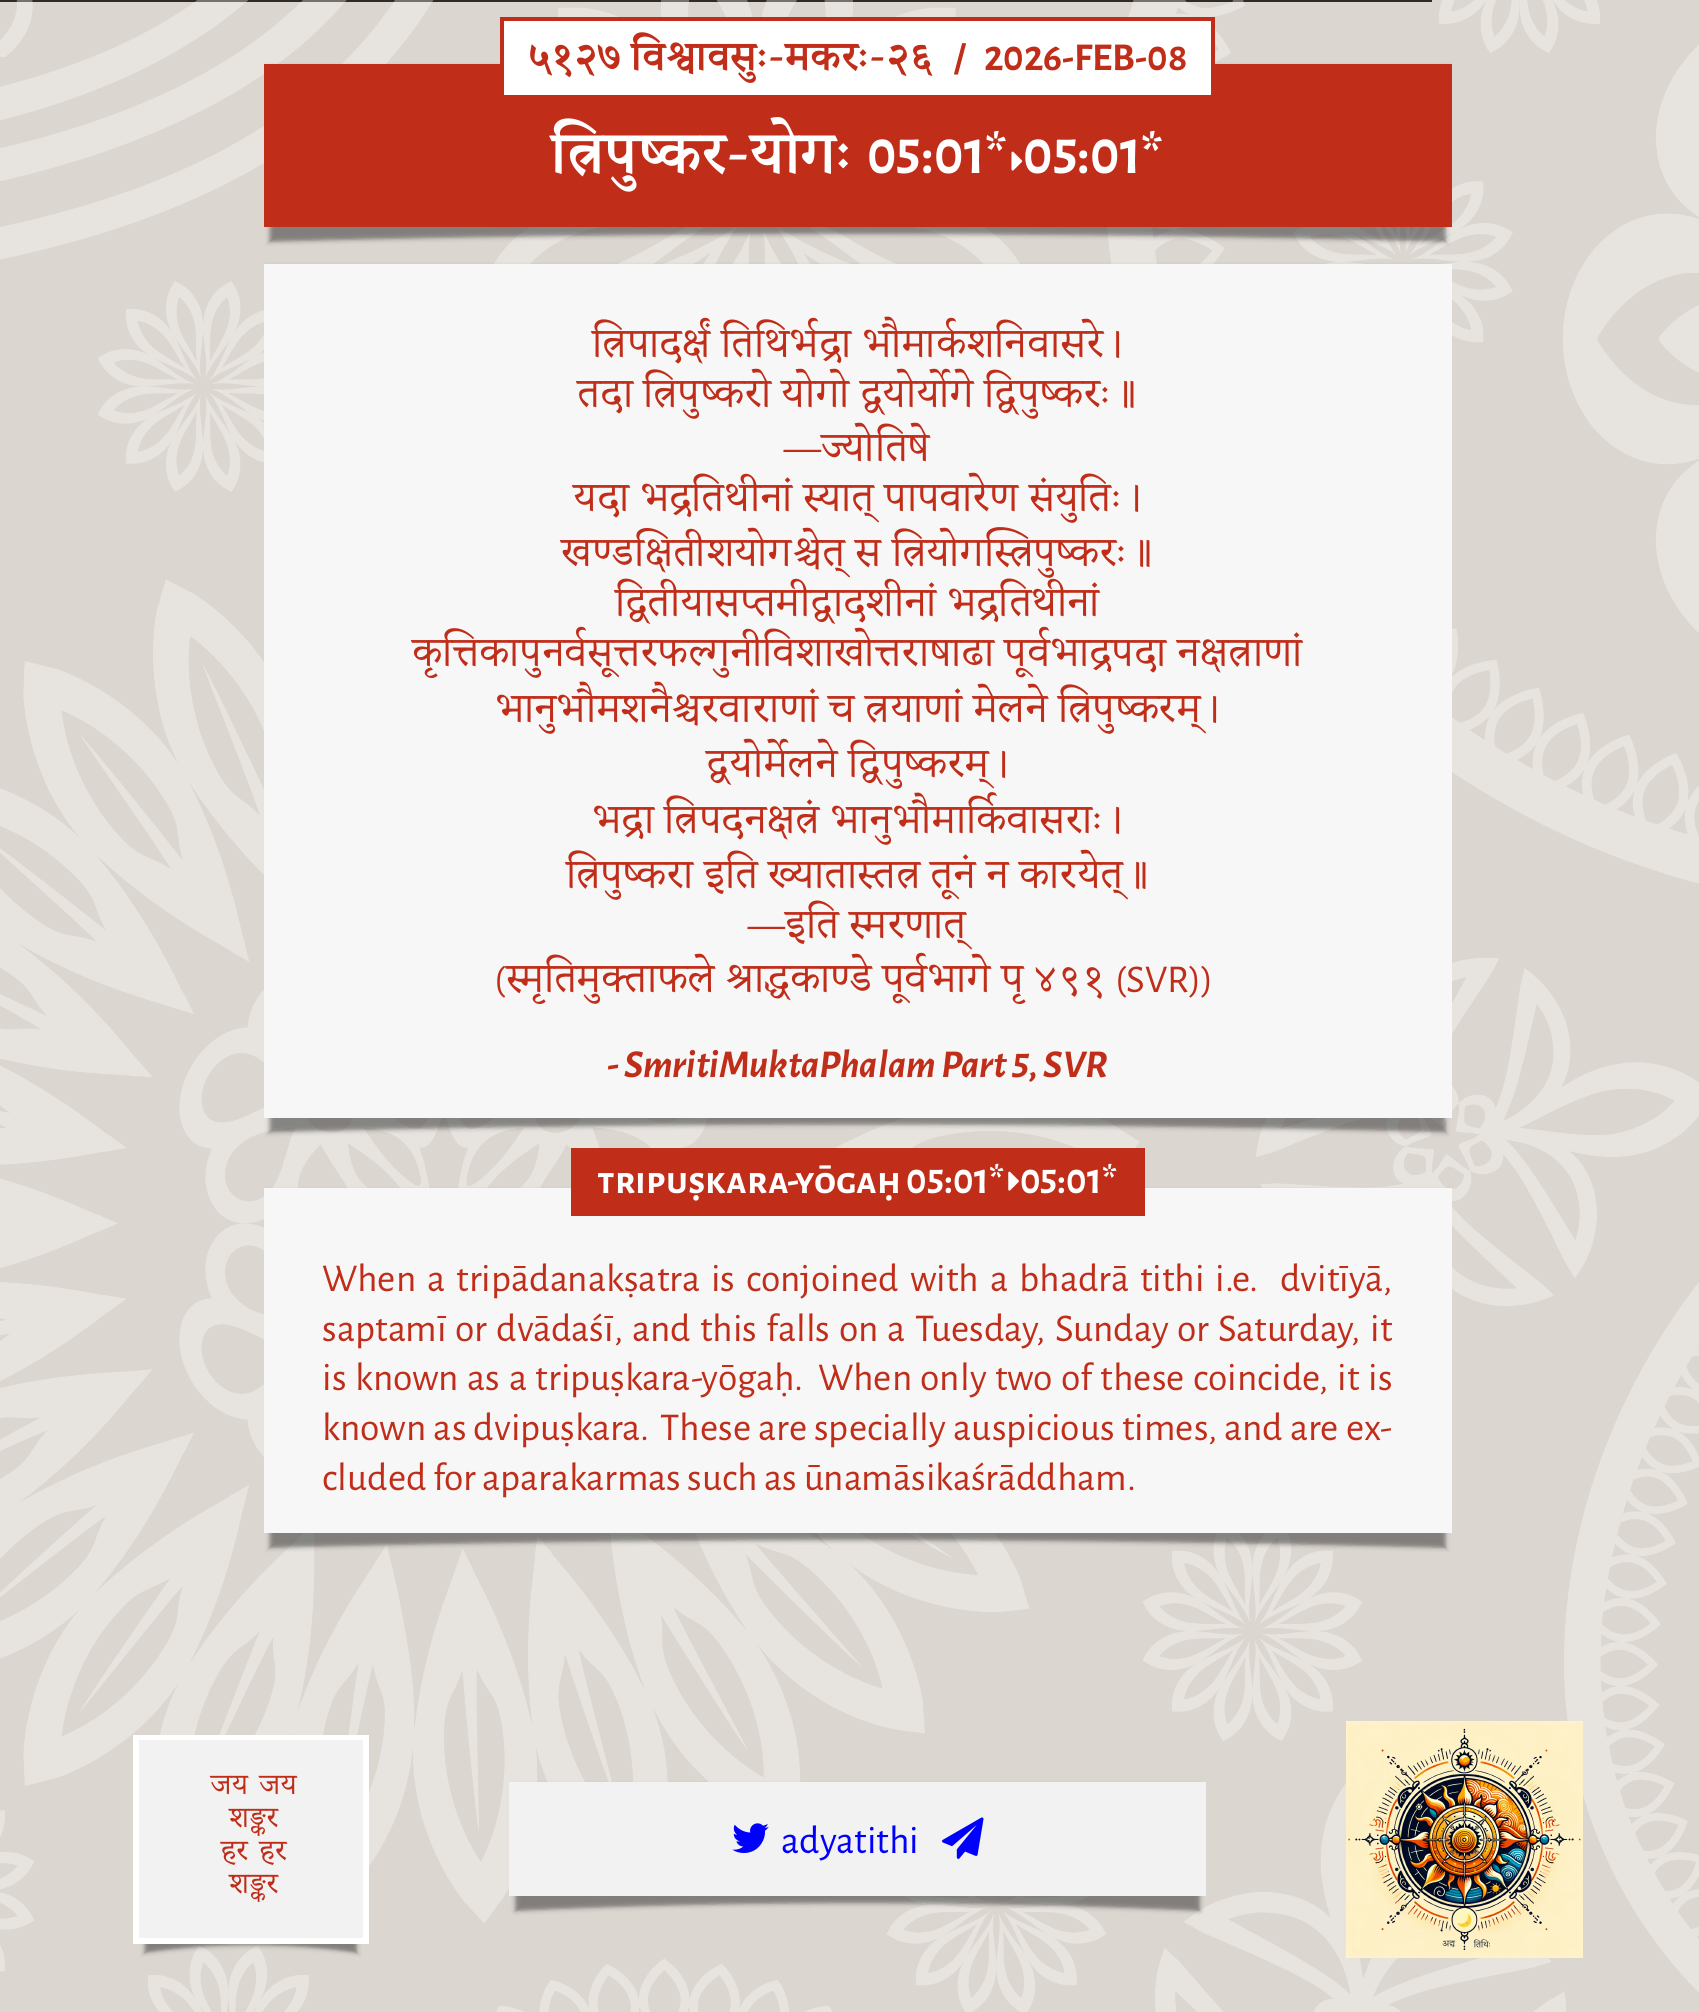 ५१२७ विश्वावसुः-मकरः-२६ / 2026-FEB-08
त्रिपुष्कर-योगः 05:01*▸05:01*
त्रिपादर्क्षं तिथिर्भद्रा भौमार्कशनिवासरे।
तदा त्रिपुष्करो योगो द्वयोर्योगे द्विपुष्करः॥
—ज्योतिषे
यदा भद्रतिथीनां स्यात् पापवारेण संयुतिः।
खण्डक्षितीशयोगश्चेत् स त्रियोगस्त्रिपुष्करः॥
द्वितीयासप्तमीद्वादशीनां भद्रतिथीनां
कृत्तिकापुनर्वसूत्तरफल्गुनीविशाखोत्तराषाढा पूर्वभाद्रपदा नक्षत्राणां
भानुभौमशनैश्चरवाराणां च त्रयाणां मेलने त्रिपुष्करम्।
द्वयोर्मेलने द्विपुष्करम्।
भद्रा त्रिपदनक्षत्रं भानुभौमार्किवासराः।
त्रिपुष्करा इति ख्यातास्तत्र तूनं न कारयेत्॥
—इति स्मरणात्
(स्मृतिमुक्ताफले श्राद्धकाण्डे पूर्वभागे पृ ४९१ (SVR))
- SmritiMuktaPhalam Part 5, SVR
TRIPUṢKARA-YŌGAḤ 05:01*▸05:01*
When a tripādanakṣatra is conjoined with a bhadrā tithi i.e. dvitīyā,
saptamī or dvādaśī, and this falls on a Tuesday, Sunday or Saturday, it
is known as a tripuṣkara-yōgaḥ. When only two of these coincide, it is
known as dvipuṣkara. These are specially auspicious times, and are ex-
cluded for aparakarmas such as ūnamāsikaśrāddham.
जय जय
शङ्कर
हर हर
शङ्कर
adyatithi
अद्य तिथिः